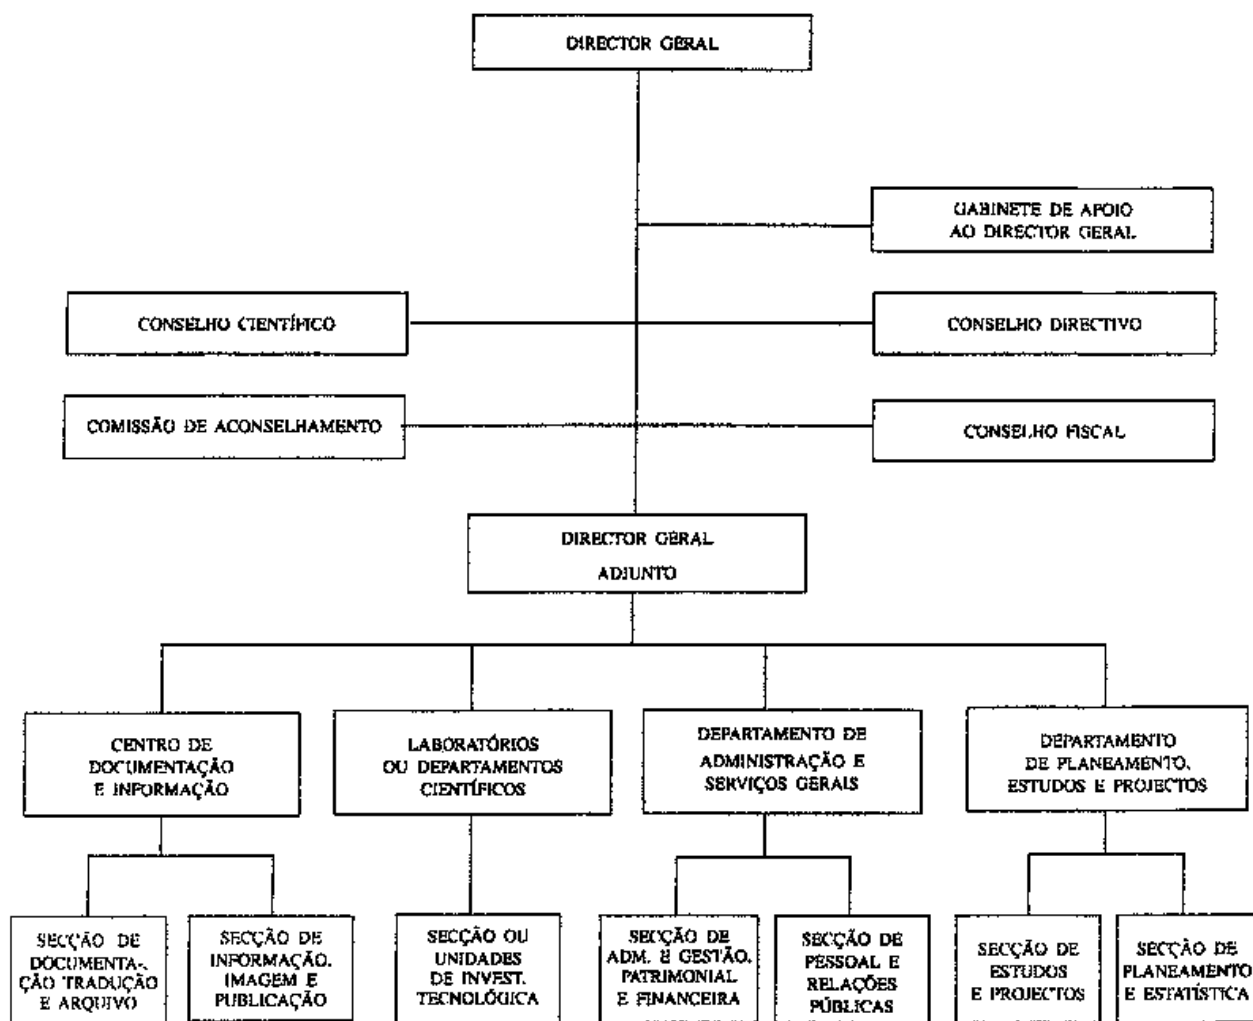 DIRECTOR GERAL
GABINETE DE APOIO
AO DIRECTOR GERAL
CONSELHO CIENTÍFICO
CONSELHO DIRECTIVO
COMISSÃO DE ACONSELHAMENTO
CONSELHO FISCAL
DIRECTOR GERAL
ADJUNTO
CENTRO DE
DOCUMENTAÇÃO
E INFORMAÇÃO
LABORATÓRIOS
OU DEPARTAMENTOS
CIENTÍFICOS
DEPARTAMENTO DE
ADMINISTRAÇÃO E
SERVIÇOS GERAIS
DEPARTAMENTO
DE PLANEAMENTO,
ESTUDOS E PROJECTOS
SECÇÃO DE
DOCUMENTA-
ÇÃO TRADUÇÃO
E ARQUIVO
SECÇÃO DE
INFORMAÇÃO,
IMAGEM E
PUBLICAÇÃO
SECÇÃO OU
UNIDADES
DE INVEST.
TECNOLÓGICA
SECÇÃO DE
ADM. E GESTÃO,
PATRIMONIAL
E FINANCEIRA
SECÇÃO DE
PESSOAL E
RELAÇÕES
PÚBLICAS
SECÇÃO DE
ESTUDOS
E PROJECTOS
SECÇÃO DE
PLANEAMENTO
E ESTATÍSTICA